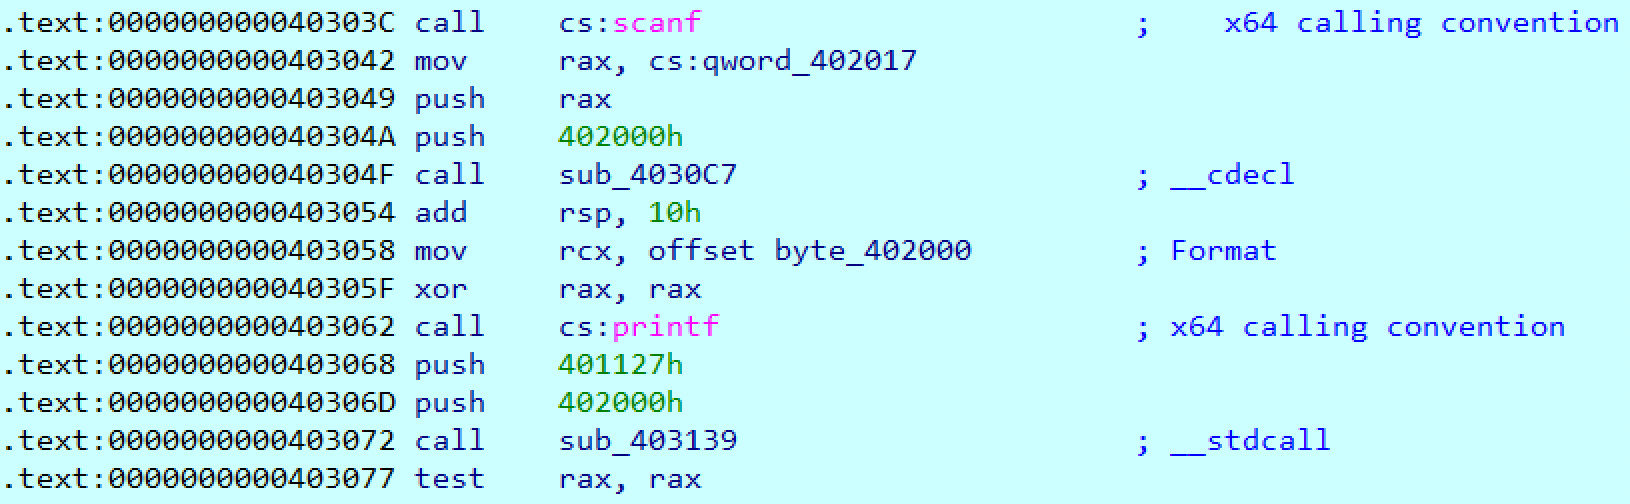 .text:000000000040303C call cs:scanf ; x64 calling convention
.text:0000000000403042 mov rax, cs:qword_402017
.text:0000000000403049 push rax
.text:000000000040304A push 402000h
.text:000000000040304F call sub_4030C7 ; __cdecl
.text:0000000000403054 add rsp, 10h
.text:0000000000403058 mov rcx, offset byte_402000 ; Format
.text:000000000040305F xor rax, rax
.text:0000000000403062 call cs:printf ; x64 calling convention
.text:0000000000403068 push 401127h
.text:000000000040306D push 402000h
.text:0000000000403072 call sub_403139 ; __stdcall
.text:0000000000403077 test rax, rax